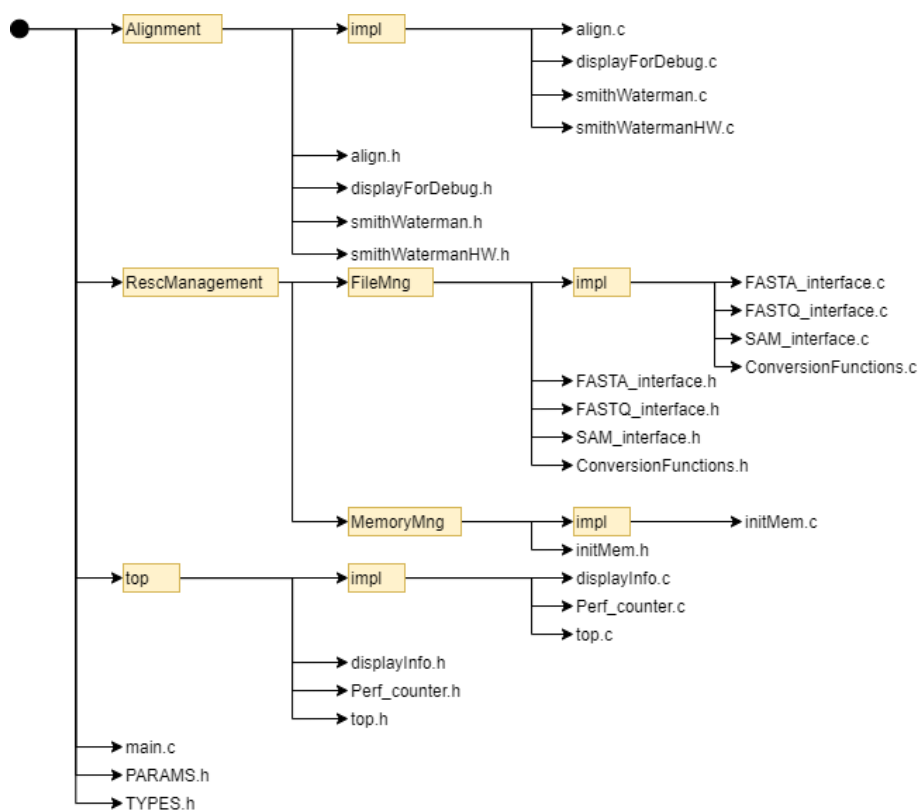 Alignment
impl
align.c
displayForDebug.c
smithWaterman.c
smithWatermanHW.c
align.h
displayForDebug.h
smithWaterman.h
smithWatermanHW.h
RescManagement
FileMng
impl
FASTA_interface.c
FASTQ_interface.c
SAM_interface.c
ConversionFunctions.c
FASTA_interface.h
FASTQ_interface.h
SAM_interface.h
ConversionFunctions.h
MemoryMng
impl
initMem.c
initMem.h
top
impl
displayInfo.c
Perf_counter.c
top.c
displayInfo.h
Perf_counter.h
top.h
main.c
PARAMS.h
TYPES.h